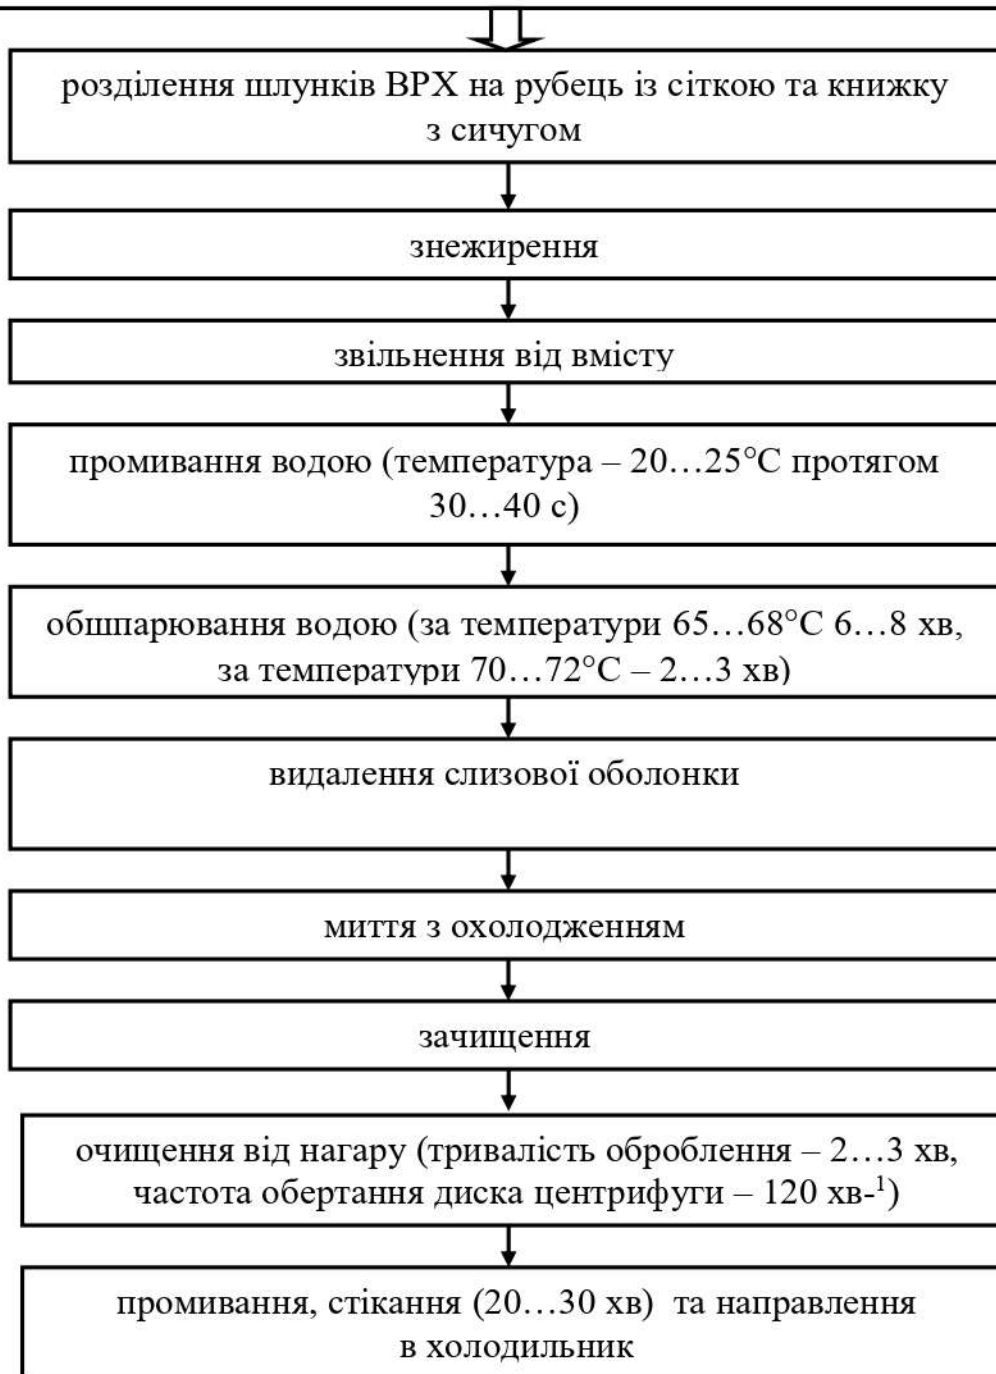 розділення шлунків ВРХ на рубець із сіткою та книжку
з сичугом
знежирення
звільнення від вмісту
промивання водою (температура – 20…25°С протягом
30…40 с)
обшпарювання водою (за температури 65…68°С 6…8 хв,
за температури 70…72°С – 2…3 хв)
видалення слизової оболонки
миття з охолодженням
зачищення
очищення від нагару (тривалість оброблення – 2…3 хв,
частота обертання диска центрифуги – 120 хв-¹)
промивання, стікання (20…30 хв) та направлення
в холодильник